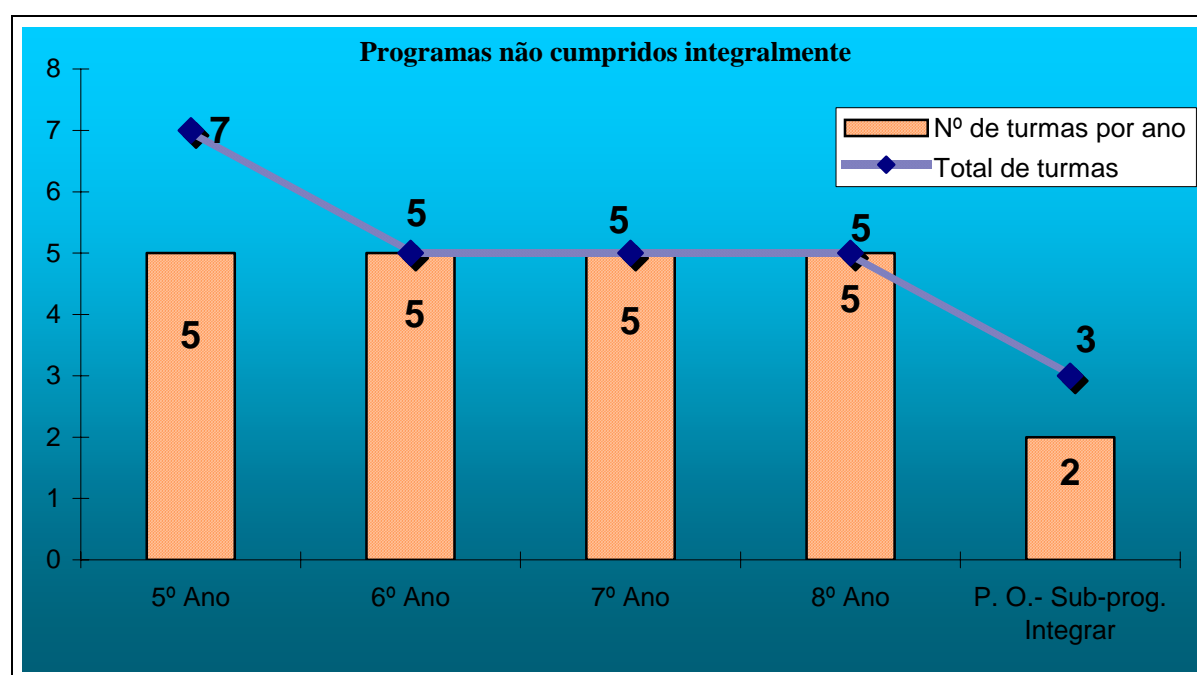 Programas não cumpridos integralmente
8
7
6
5
4
3
2
1
0
Nº de turmas por ano
Total de turmas
7
5
5
5
3
5
5
5
5
2
5º Ano
6º Ano
7º Ano
8º Ano
P. O.- Sub-prog.
Integrar